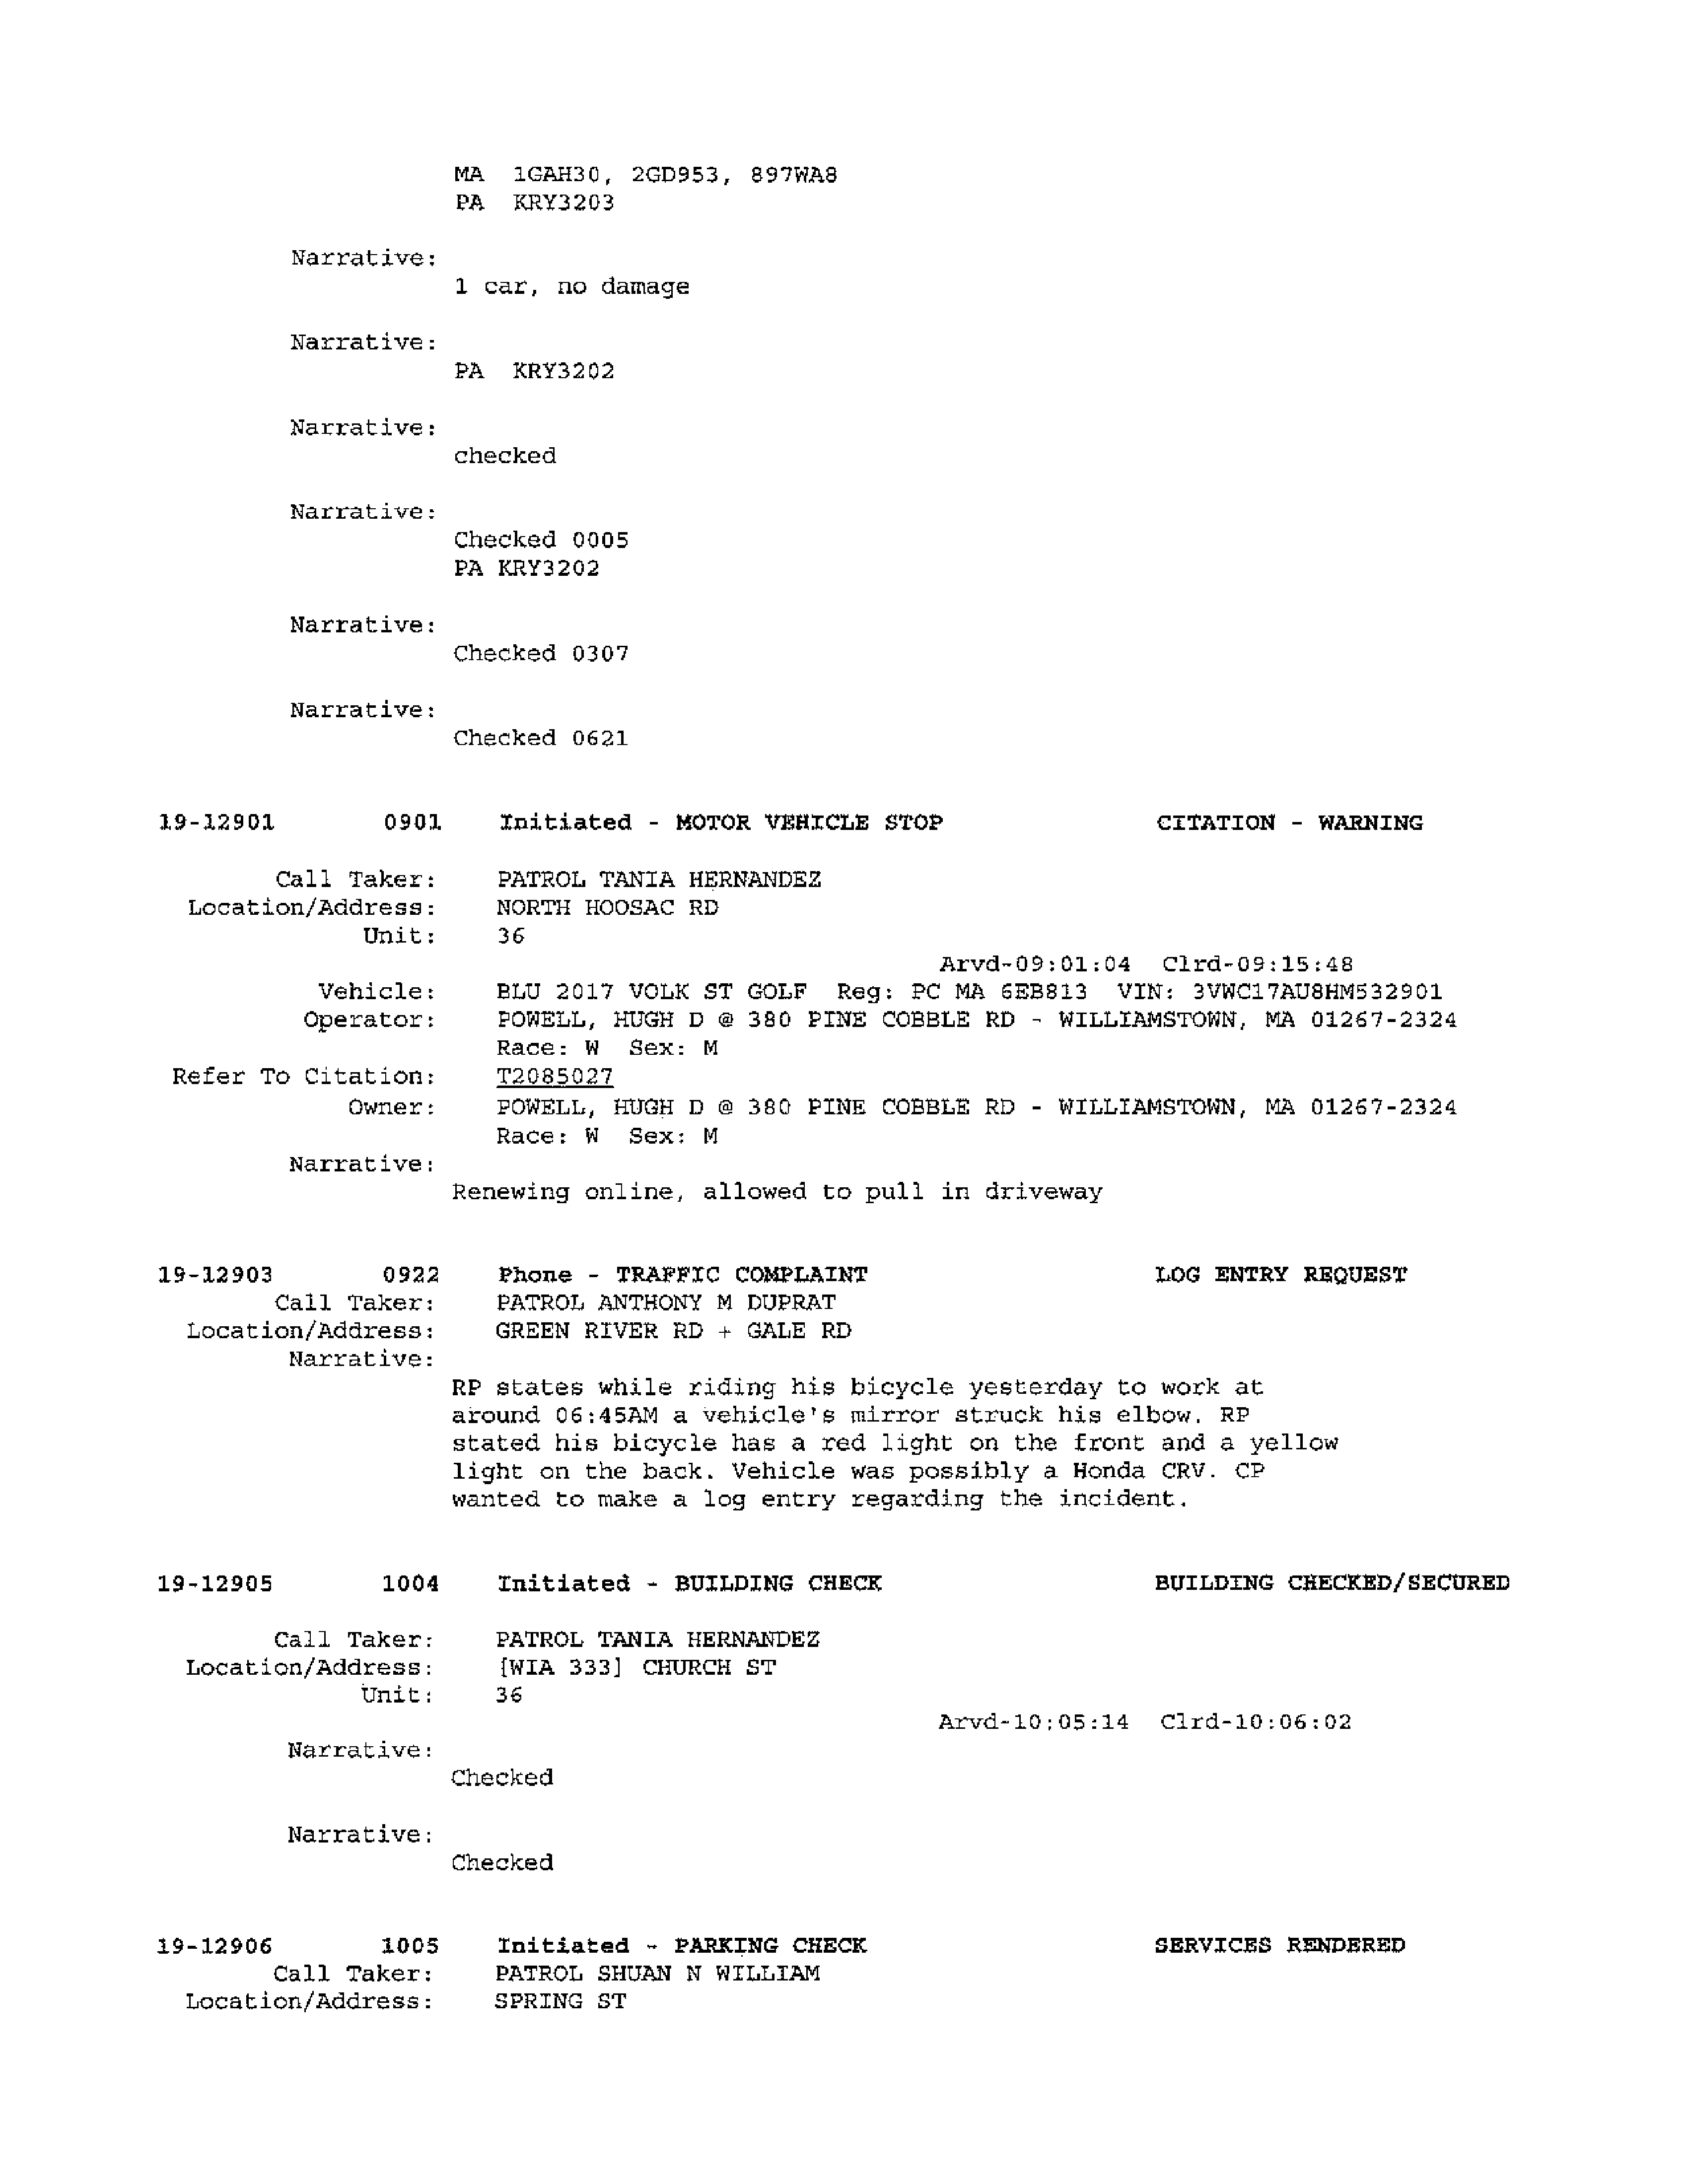 MA 1GAH30, 2GD953, 897WA8
PA KRY3203
Narrative:
1 car, no damage
Narrative:
PA KRY3202
Narrative:
checked
Narrative:
Checked 0005
PA KRY3202
Narrative:
Checked 0307
Narrative:
Checked 0621
19-12901 0901 Initiated - MOTOR VEHICLE STOP CITATION - WARNING
Call Taker: PATROL TANIA HERNANDEZ
Location/Address: NORTH HOOSAC RD
Unit: 36
Arvd-09:01:04 Clrd-09:15:48
Vehicle: BLU 2017 VOLK ST GOLF Reg: PC MA 6EB813 VIN: 3VWC17AU8HM532901
Operator: POWELL, HUGH D @ 380 PINE COBBLE RD - WILLIAMSTOWN, MA 01267-2324
Race: W Sex: M
Refer To Citation: T2085027
Owner: POWELL, HUGH D @ 380 PINE COBBLE RD - WILLIAMSTOWN, MA 01267-2324
Race: W Sex: M
Narrative:
Renewing online, allowed to pull in driveway
19-12903 0922 Phone - TRAFFIC COMPLAINT LOG ENTRY REQUEST
Call Taker: PATROL ANTHONY M DUPRAT
Location/Address: GREEN RIVER RD + GALE RD
Narrative:
RP states while riding his bicycle yesterday to work at
around 06:45AM a vehicle's mirror struck his elbow. RP
stated his bicycle has a red light on the front and a yellow
light on the back. Vehicle was possibly a Honda CRV. CP
wanted to make a log entry regarding the incident.
19-12905 1004 Initiated - BUILDING CHECK BUILDING CHECKED/SECURED
Call Taker: PATROL TANIA HERNANDEZ
Location/Address: [WIA 333] CHURCH ST
Unit: 36
Arvd-10:05:14 Clrd-10:06:02
Narrative:
Checked
Narrative:
Checked
19-12906 1005 Initiated - PARKING CHECK SERVICES RENDERED
Call Taker: PATROL SHUAN N WILLIAM
Location/Address: SPRING ST